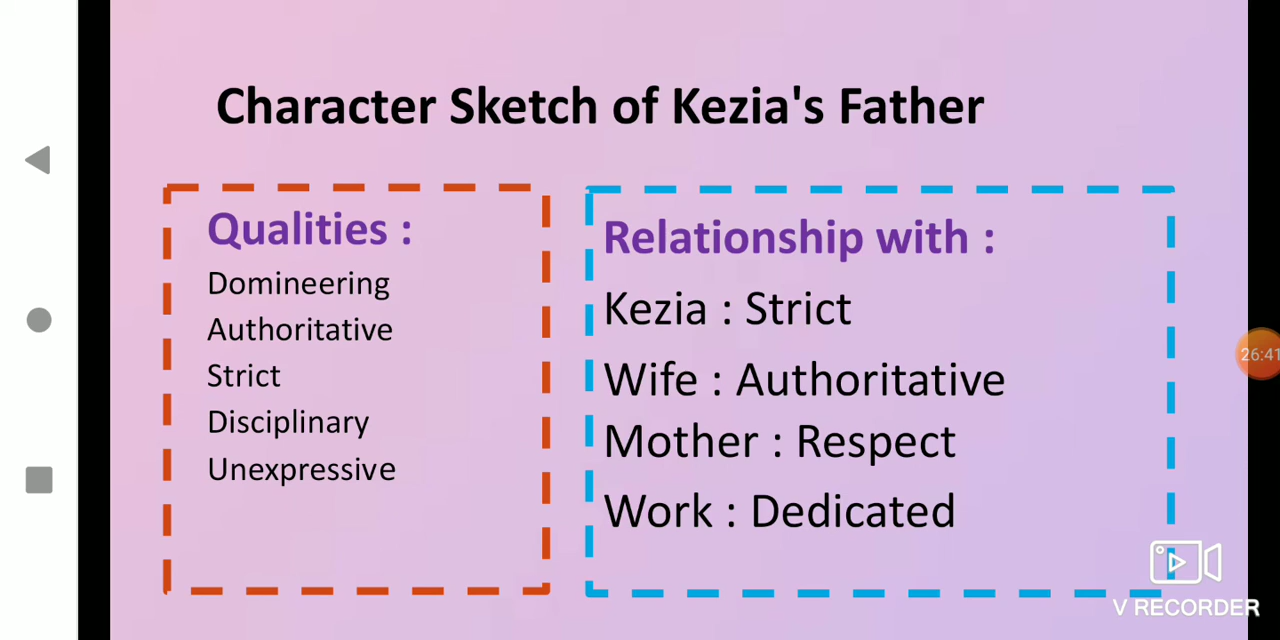 Character Sketch of Kezia's Father
Qualities :
Domineering
Authoritative
Strict
Disciplinary
Unexpressive
Relationship with :
Kezia : Strict
Wife : Authoritative
Mother : Respect
Work : Dedicated
26:41
V RECORDER